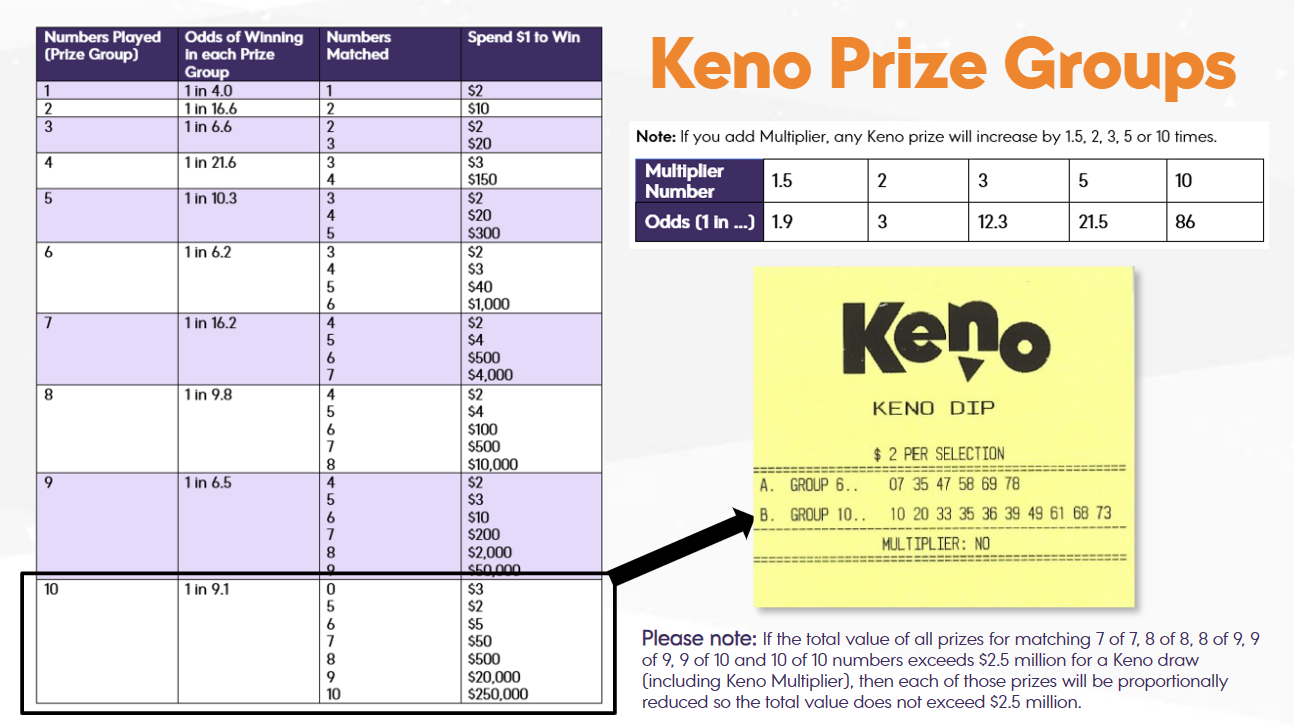 Keno Prize Groups
Numbers Played (Prize Group) Odds of Winning in each Prize Group Numbers Matched Spend $1 to Win
1 1 in 4.0 1 $2
2 1 in 16.6 2 $10
3 1 in 6.6 2 $2
3 $20
4 1 in 21.6 3 $3
4 $150
5 1 in 10.3 3 $2
4 $20
5 $300
6 1 in 6.2 3 $2
4 $3
5 $40
6 $1,000
7 1 in 16.2 4 $2
5 $4
6 $500
7 $4,000
8 1 in 9.8 4 $2
5 $4
6 $100
7 $500
8 $10,000
9 1 in 6.5 4 $2
5 $3
6 $10
7 $200
8 $2,000
9 $50,000
10 1 in 9.1 0 $3
5 $2
6 $5
7 $50
8 $500
9 $20,000
10 $250,000
Note: If you add Multiplier, any Keno prize will increase by 1.5, 2, 3, 5 or 10 times.
Multiplier Number 1.5 2 3 5 10
Odds (1 in ...) 1.9 3 12.3 21.5 86
Keno
KENO DIP
$ 2 PER SELECTION
A. GROUP 6.. 07 35 47 58 69 78
B. GROUP 10.. 10 20 33 35 36 39 49 61 68 73
MULTIPLIER: NO
Please note: If the total value of all prizes for matching 7 of 7, 8 of 8, 8 of 9, 9
of 9, 9 of 10 and 10 of 10 numbers exceeds $2.5 million for a Keno draw
(including Keno Multiplier), then each of those prizes will be proportionally
reduced so the total value does not exceed $2.5 million.